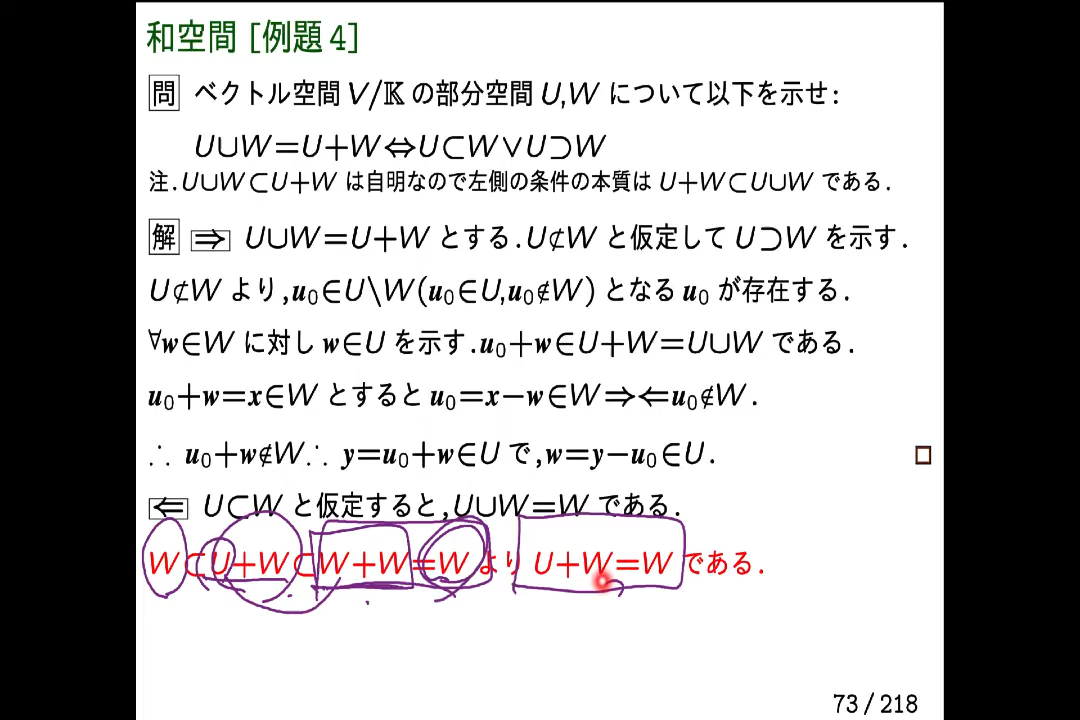 和空間 [例題 4]
問 ベクトル空間 V/𝕂 の部分空間 U,W について以下を示せ:
U∪W=U+W⇔U⊂W∨U⊃W
注.U∪W⊂U+W は自明なので左側の条件の本質は U+W⊂U∪W である.
解 ⇒ U∪W=U+W とする.U⊄W と仮定して U⊃W を示す.
U⊄W より,u₀∈U\W(u₀∈U,u₀∉W) となる u₀ が存在する.
∀w∈W に対し w∈U を示す.u₀+w∈U+W=U∪W である.
u₀+w=x∈W とすると u₀=x−w∈W⇒⇐u₀∉W.
∴ u₀+w∉W∴ y=u₀+w∈U で,w=y−u₀∈U. □
⇐ U⊂W と仮定すると,U∪W=W である.
W⊂U+W⊂W+W=W より U+W=W である.
73 / 218